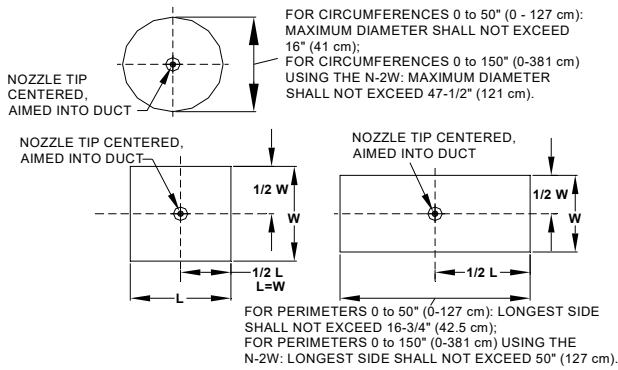 FOR CIRCUMFERENCES 0 to 50" (0 - 127 cm):
MAXIMUM DIAMETER SHALL NOT EXCEED
16" (41 cm);
FOR CIRCUMFERENCES 0 to 150" (0-381 cm)
USING THE N-2W: MAXIMUM DIAMETER
SHALL NOT EXCEED 47-1/2" (121 cm).
NOZZLE TIP
CENTERED,
AIMED INTO DUCT
NOZZLE TIP CENTERED,
AIMED INTO DUCT
1/2 W
W
1/2 L
L=W
L
NOZZLE TIP CENTERED,
AIMED INTO DUCT
1/2 W
W
1/2 L
FOR PERIMETERS 0 to 50" (0-127 cm): LONGEST SIDE
SHALL NOT EXCEED 16-3/4" (42.5 cm);
FOR PERIMETERS 0 to 150" (0-381 cm) USING THE
N-2W: LONGEST SIDE SHALL NOT EXCEED 50" (127 cm).